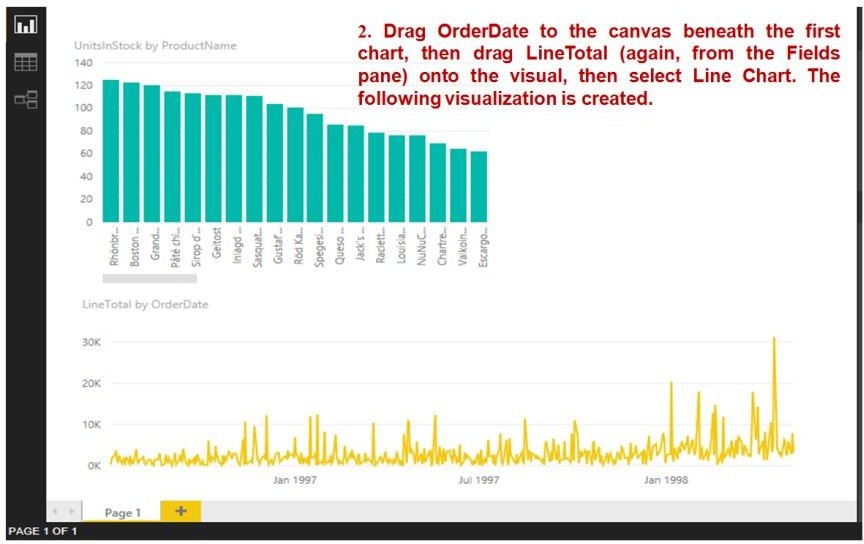 2. Drag OrderDate to the canvas beneath the first
chart, then drag LineTotal (again, from the Fields
pane) onto the visual, then select Line Chart. The
following visualization is created.
UnitsInStock by ProductName
140
120
100
80
60
40
20
0
Rhönbr...
Boston ...
Grand...
Pâté chi...
Sirop d'...
Geitost
Inlagd ...
Sasquat...
Gustaf...
Röd Ka...
Spegesi...
Queso ...
Jack's ...
Raclett...
Louisia...
NuNuC...
Chartre...
Valkoin...
Escargo...
LineTotal by OrderDate
30K
20K
10K
0K
Jan 1997
Jul 1997
Jan 1998
Page 1
PAGE 1 OF 1